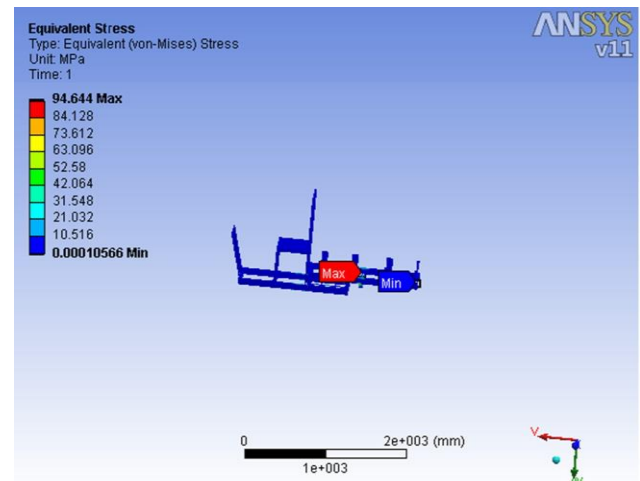 Equivalent Stress
Type: Equivalent (von-Mises) Stress
Unit: MPa
Time: 1
ANSYS
v11
94.644 Max
84.128
73.612
63.096
52.58
42.064
31.548
21.032
10.516
0.00010566 Min
Max
Min
0
2e+003 (mm)
1e+003